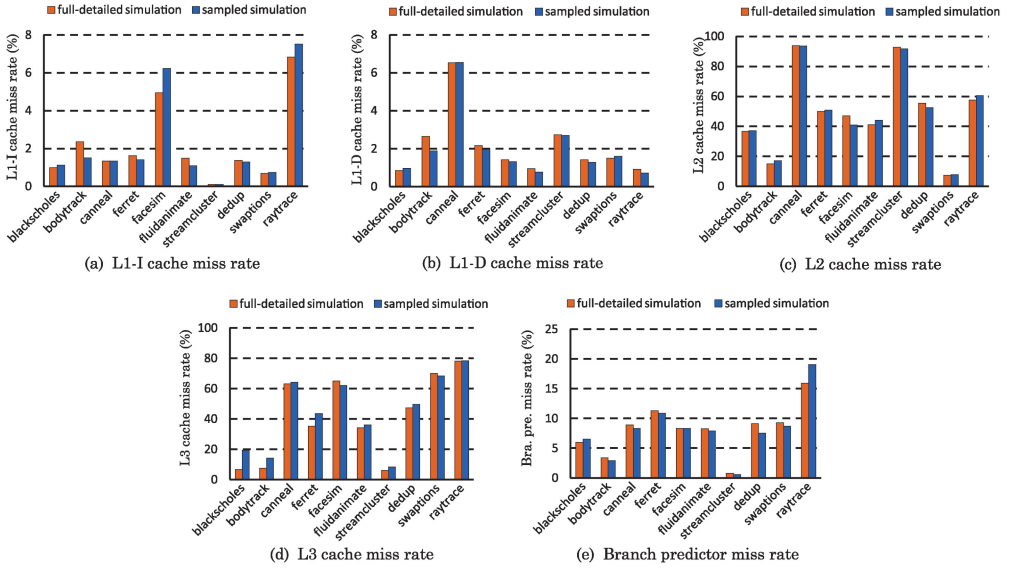 full-detailed simulation sampled simulation
L1-I cache miss rate (%)
8
6
4
2
0
blackscholes
bodytrack
canneal
ferret
facesim
fluidanimate
streamcluster
dedup
swaptions
raytrace
(a) L1-I cache miss rate
full-detailed simulation sampled simulation
L1-D cache miss rate (%)
8
6
4
2
0
blackscholes
bodytrack
canneal
ferret
facesim
fluidanimate
streamcluster
dedup
swaptions
raytrace
(b) L1-D cache miss rate
full-detailed simulation sampled simulation
L2 cache miss rate (%)
100
80
60
40
20
0
blackscholes
bodytrack
canneal
ferret
facesim
fluidanimate
streamcluster
dedup
swaptions
raytrace
(c) L2 cache miss rate
full-detailed simulation sampled simulation
L3 cache miss rate (%)
100
80
60
40
20
0
blackscholes
bodytrack
canneal
ferret
facesim
fluidanimate
streamcluster
dedup
swaptions
raytrace
(d) L3 cache miss rate
full-detailed simulation sampled simulation
Bra. pre. miss rate (%)
25
20
15
10
5
0
blackscholes
bodytrack
canneal
ferret
facesim
fluidanimate
streamcluster
dedup
swaptions
raytrace
(e) Branch predictor miss rate